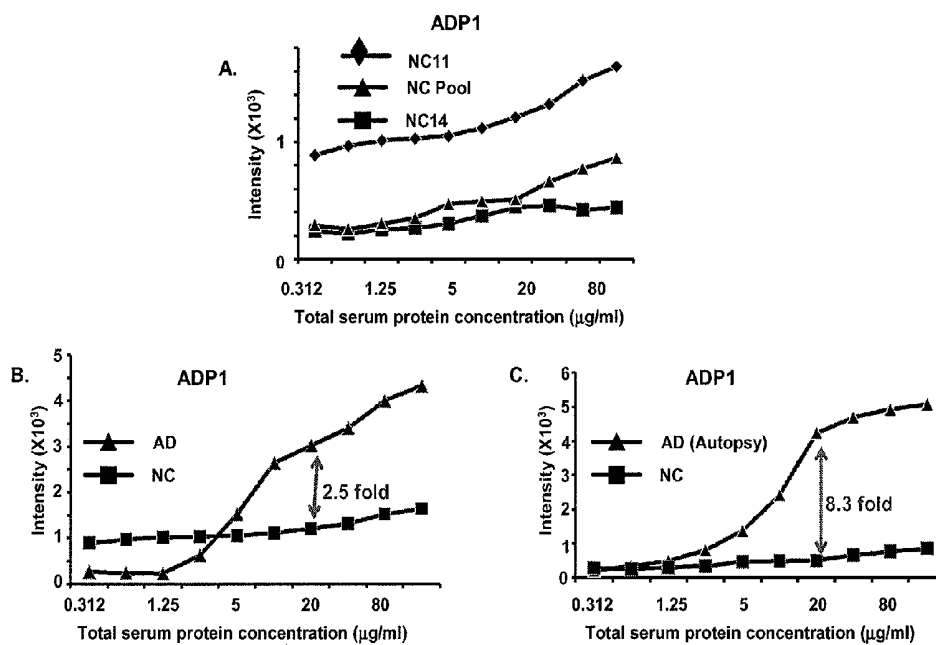 ADP1
A.
NC11
NC Pool
NC14
Intensity (X10³)
1
0
0.312 1.25 5 20 80
Total serum protein concentration (µg/ml)
B.
ADP1
Intensity (X10³)
5
4
3
2
1
0
AD
NC
2.5 fold
0.312 1.25 5 20 80
Total serum protein concentration (µg/ml)
C.
ADP1
Intensity (X10³)
6
5
4
3
2
1
0
AD (Autopsy)
NC
8.3 fold
0.312 1.25 5 20 80
Total serum protein concentration (µg/ml)